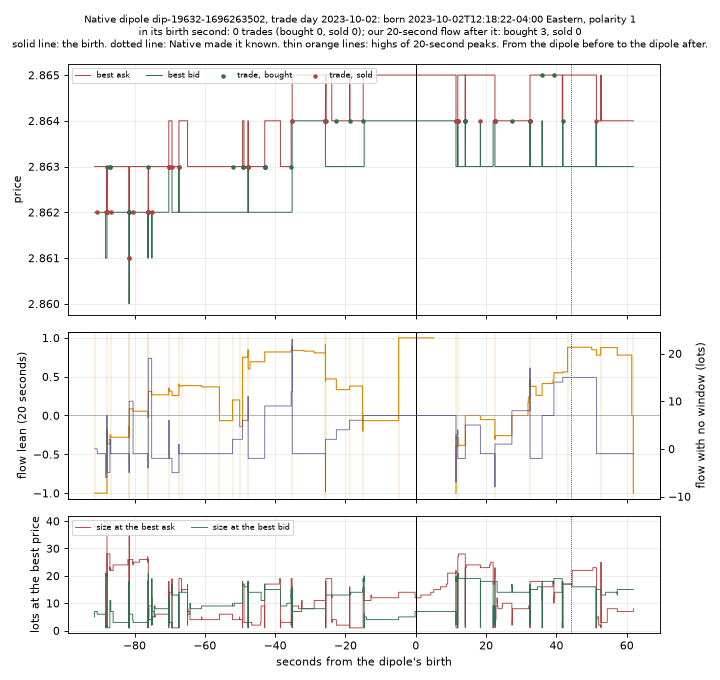 Native dipole dip-19632-1696263502, trade day 2023-10-02: born 2023-10-02T12:18:22-04:00 Eastern, polarity 1
in its birth second: 0 trades (bought 0, sold 0); our 20-second flow after it: bought 3, sold 0
solid line: the birth. dotted line: Native made it known. thin orange lines: highs of 20-second peaks. From the dipole before to the dipole after.
best ask
best bid
trade, bought
trade, sold
2.865
2.864
2.863
2.862
2.861
2.860
price
1.0
0.5
0.0
−0.5
−1.0
flow lean (20 seconds)
20
10
0
−10
flow with no window (lots)
size at the best ask
size at the best bid
40
30
20
10
0
lots at the best price
−80
−60
−40
−20
0
20
40
60
seconds from the dipole's birth